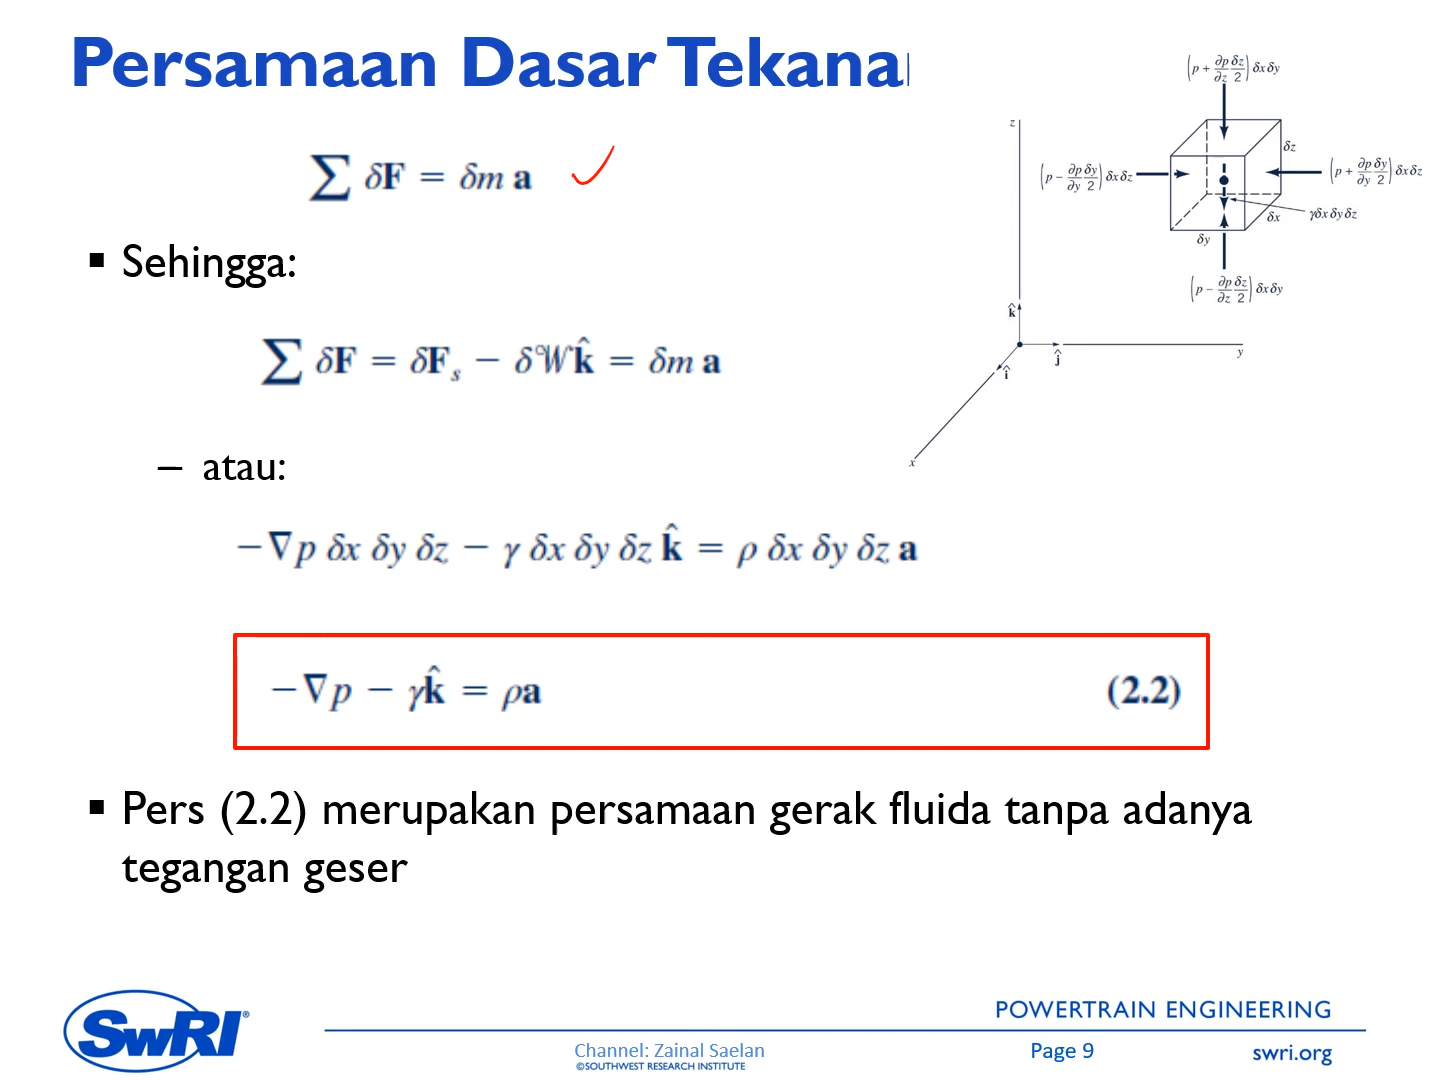 Persamaan Dasar Tekanan
∑ δF = δm a
▪ Sehingga:
∑ δF = δFₛ − δ𝒲k̂ = δm a
– atau:
−∇p δx δy δz − γ δx δy δz k̂ = ρ δx δy δz a
−∇p − γk̂ = ρa (2.2)
▪ Pers (2.2) merupakan persamaan gerak fluida tanpa adanya
tegangan geser
(p + ∂p/∂z δz/2) δx δy
z
δz
(p − ∂p/∂y δy/2) δx δz
(p + ∂p/∂y δy/2) δx δz
δx
γδx δy δz
δy
(p − ∂p/∂z δz/2) δx δy
k̂
ĵ
y
î
x
SwRI®
POWERTRAIN ENGINEERING
Channel: Zainal Saelan
©SOUTHWEST RESEARCH INSTITUTE
Page 9
swri.org